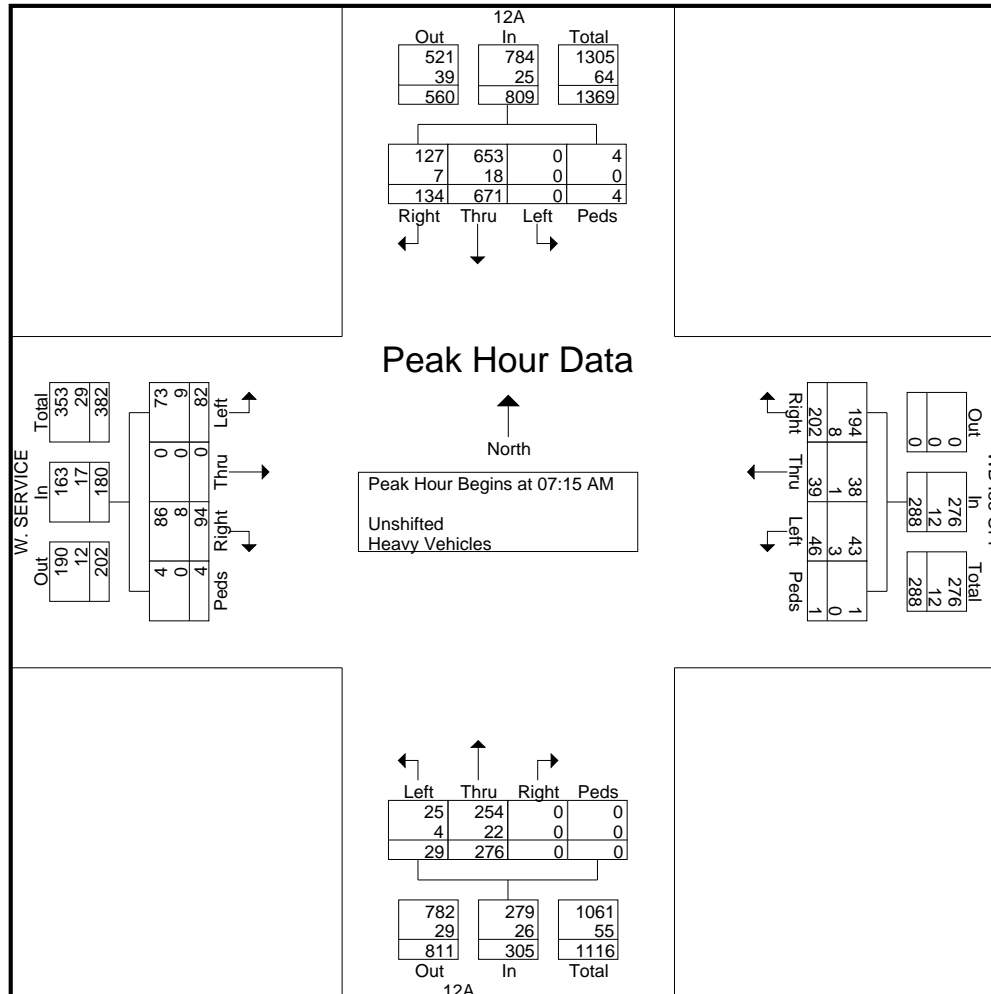 12A
Out In Total
521 784 1305
39 25 64
560 809 1369
127 653 0 4
7 18 0 0
134 671 0 4
Right Thru Left Peds
Peak Hour Data
North
Peak Hour Begins at 07:15 AM
Unshifted
Heavy Vehicles
W. SERVICE
Total In Out
353 163 190
29 17 12
382 180 202
73 0 86 4
9 0 8 0
82 0 94 4
Left Thru Right Peds
Out In Total
0 276 276
0 12 12
0 288 288
194 38 43 1
8 1 3 0
202 39 46 1
Right Thru Left Peds
Left Thru Right Peds
25 254 0 0
4 22 0 0
29 276 0 0
782 279 1061
29 26 55
811 305 1116
Out In Total
12A